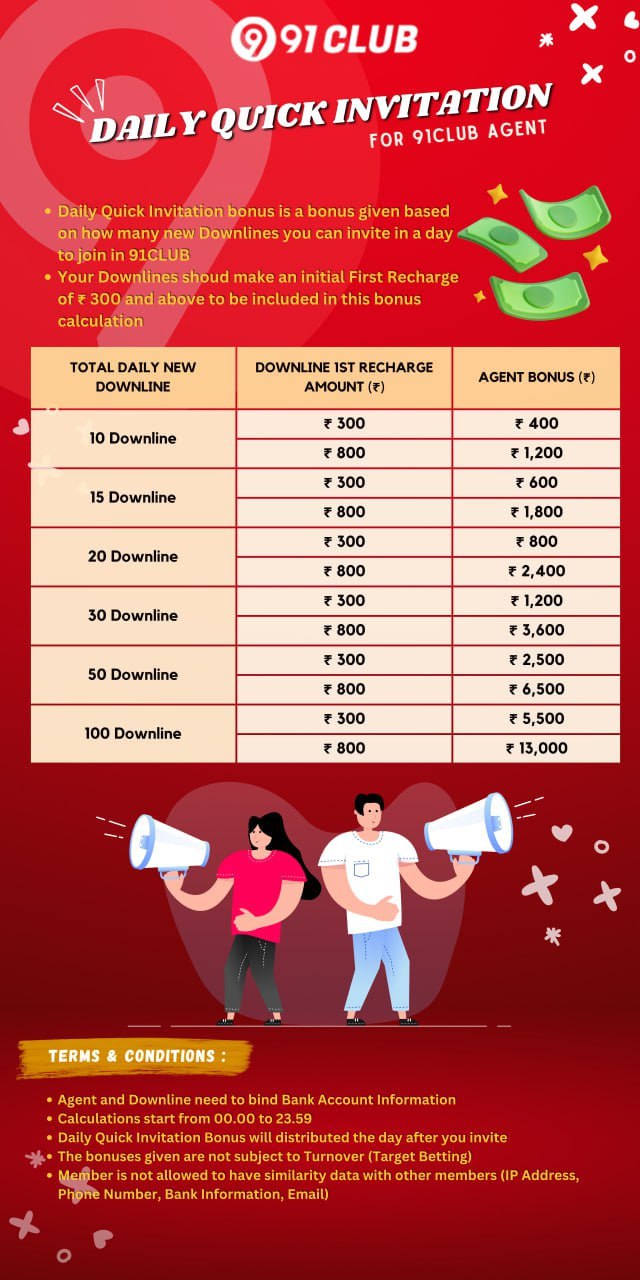 91 CLUB
DAILY QUICK INVITATION
FOR 91CLUB AGENT
• Daily Quick Invitation bonus is a bonus given based
on how many new Downlines you can invite in a day
to join in 91CLUB
• Your Downlines shoud make an initial First Recharge
of ₹ 300 and above to be included in this bonus
calculation
TOTAL DAILY NEW
DOWNLINE
DOWNLINE 1ST RECHARGE
AMOUNT (₹)
AGENT BONUS (₹)
10 Downline
₹ 300
₹ 400
₹ 800
₹ 1,200
15 Downline
₹ 300
₹ 600
₹ 800
₹ 1,800
20 Downline
₹ 300
₹ 800
₹ 800
₹ 2,400
30 Downline
₹ 300
₹ 1,200
₹ 800
₹ 3,600
50 Downline
₹ 300
₹ 2,500
₹ 800
₹ 6,500
100 Downline
₹ 300
₹ 5,500
₹ 800
₹ 13,000
TERMS & CONDITIONS :
• Agent and Downline need to bind Bank Account Information
• Calculations start from 00.00 to 23.59
• Daily Quick Invitation Bonus will distributed the day after you invite
• The bonuses given are not subject to Turnover (Target Betting)
• Member is not allowed to have similarity data with other members (IP Address,
Phone Number, Bank Information, Email)